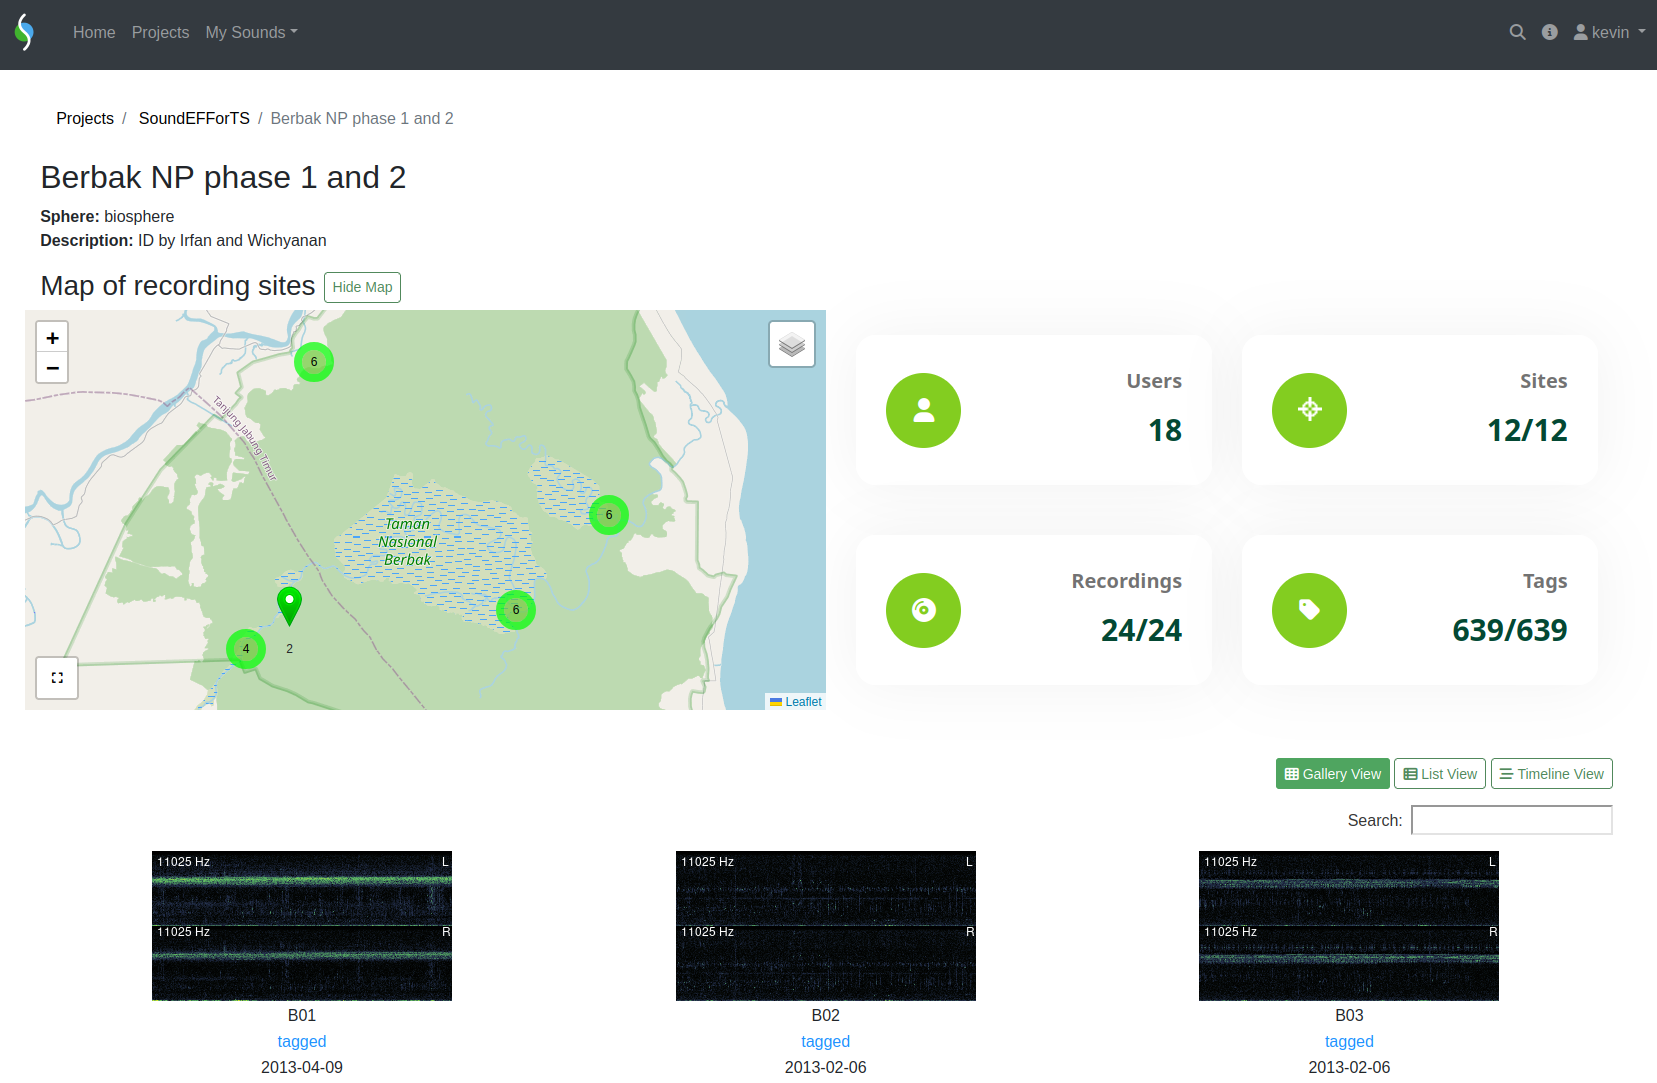 Home Projects My Sounds kevin
Projects / SoundEFForTS / Berbak NP phase 1 and 2
Berbak NP phase 1 and 2
Sphere: biosphere
Description: ID by Irfan and Wichyanan
Map of recording sites Hide Map
+
−
6
Tanjung Jabung Timur
6
Taman
Nasional
Berbak
6
4
2
Leaflet
Users
18
Sites
12/12
Recordings
24/24
Tags
639/639
Gallery View List View Timeline View
Search:
11025 Hz L
11025 Hz R
B01
tagged
2013-04-09
11025 Hz L
11025 Hz R
B02
tagged
2013-02-06
11025 Hz L
11025 Hz R
B03
tagged
2013-02-06